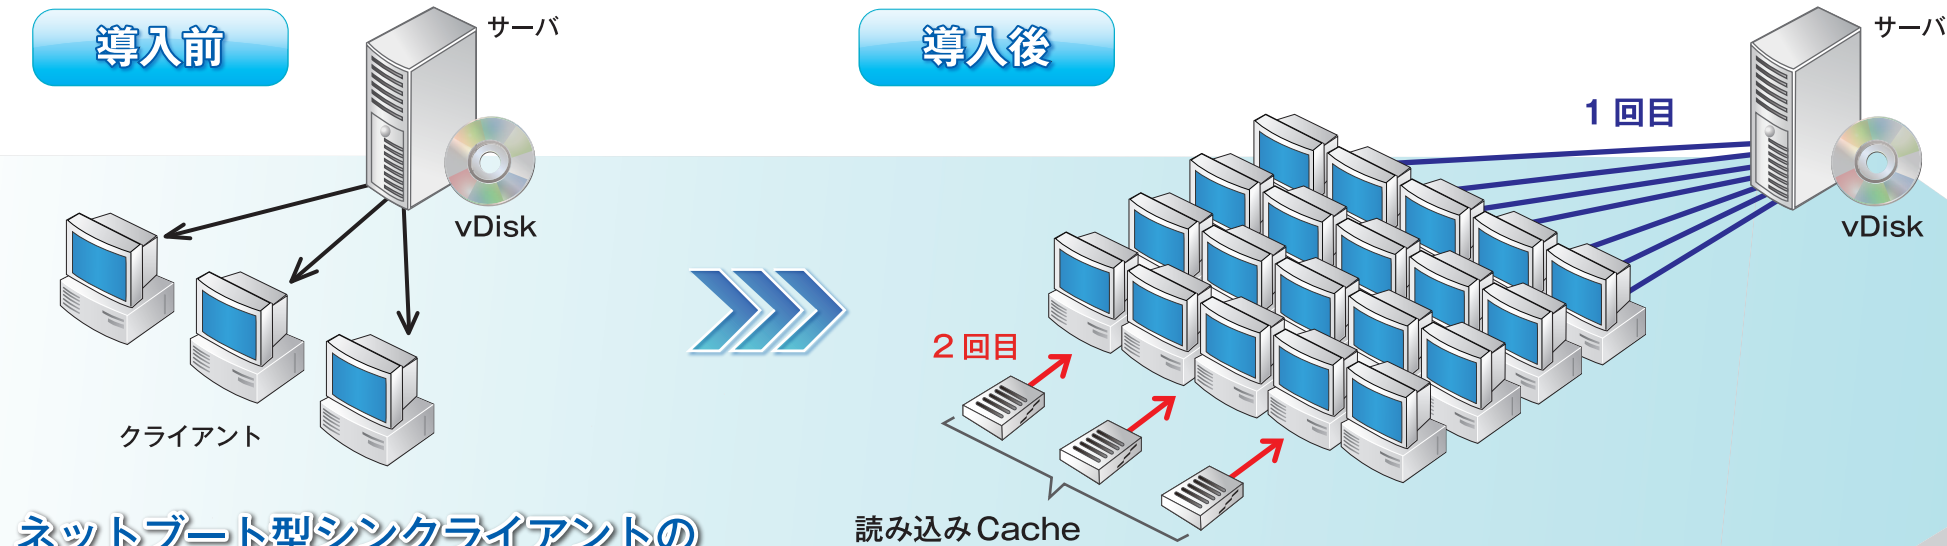 導入前
サーバ
vDisk
クライアント
ネットブート型シンクライアントの
導入後
サーバ
1回目
vDisk
2回目
読み込みCache